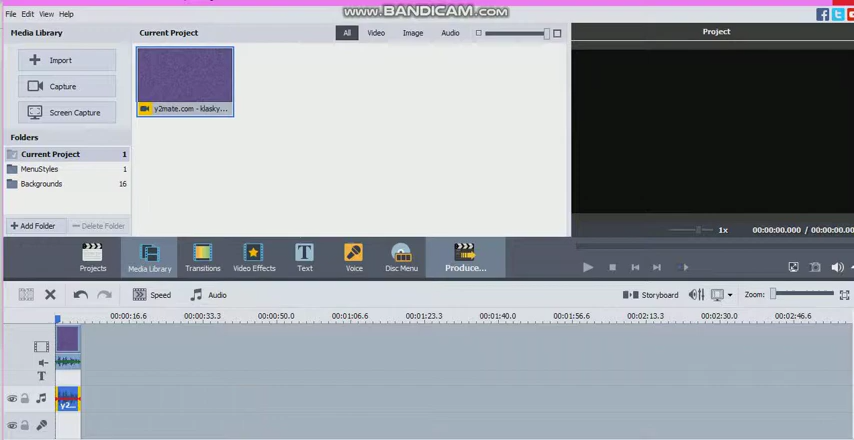 www.BANDICAM.com
File Edit View Help
Media Library
Import
Capture
Screen Capture
Folders
Current Project 1
MenuStyles 1
Backgrounds 16
Add Folder Delete Folder
Current Project All Video Image Audio
y2mate.com - klasky...
Project
1x 00:00:00.000 / 00:00:00.
Projects Media Library Transitions Video Effects Text Voice Disc Menu Produce...
Speed Audio Storyboard Zoom:
00:00:16.6 00:00:33.3 00:00:50.0 00:01:06.6 00:01:23.3 00:01:40.0 00:01:56.6 00:02:13.3 00:02:30.0 00:02:46.6
T
y2...